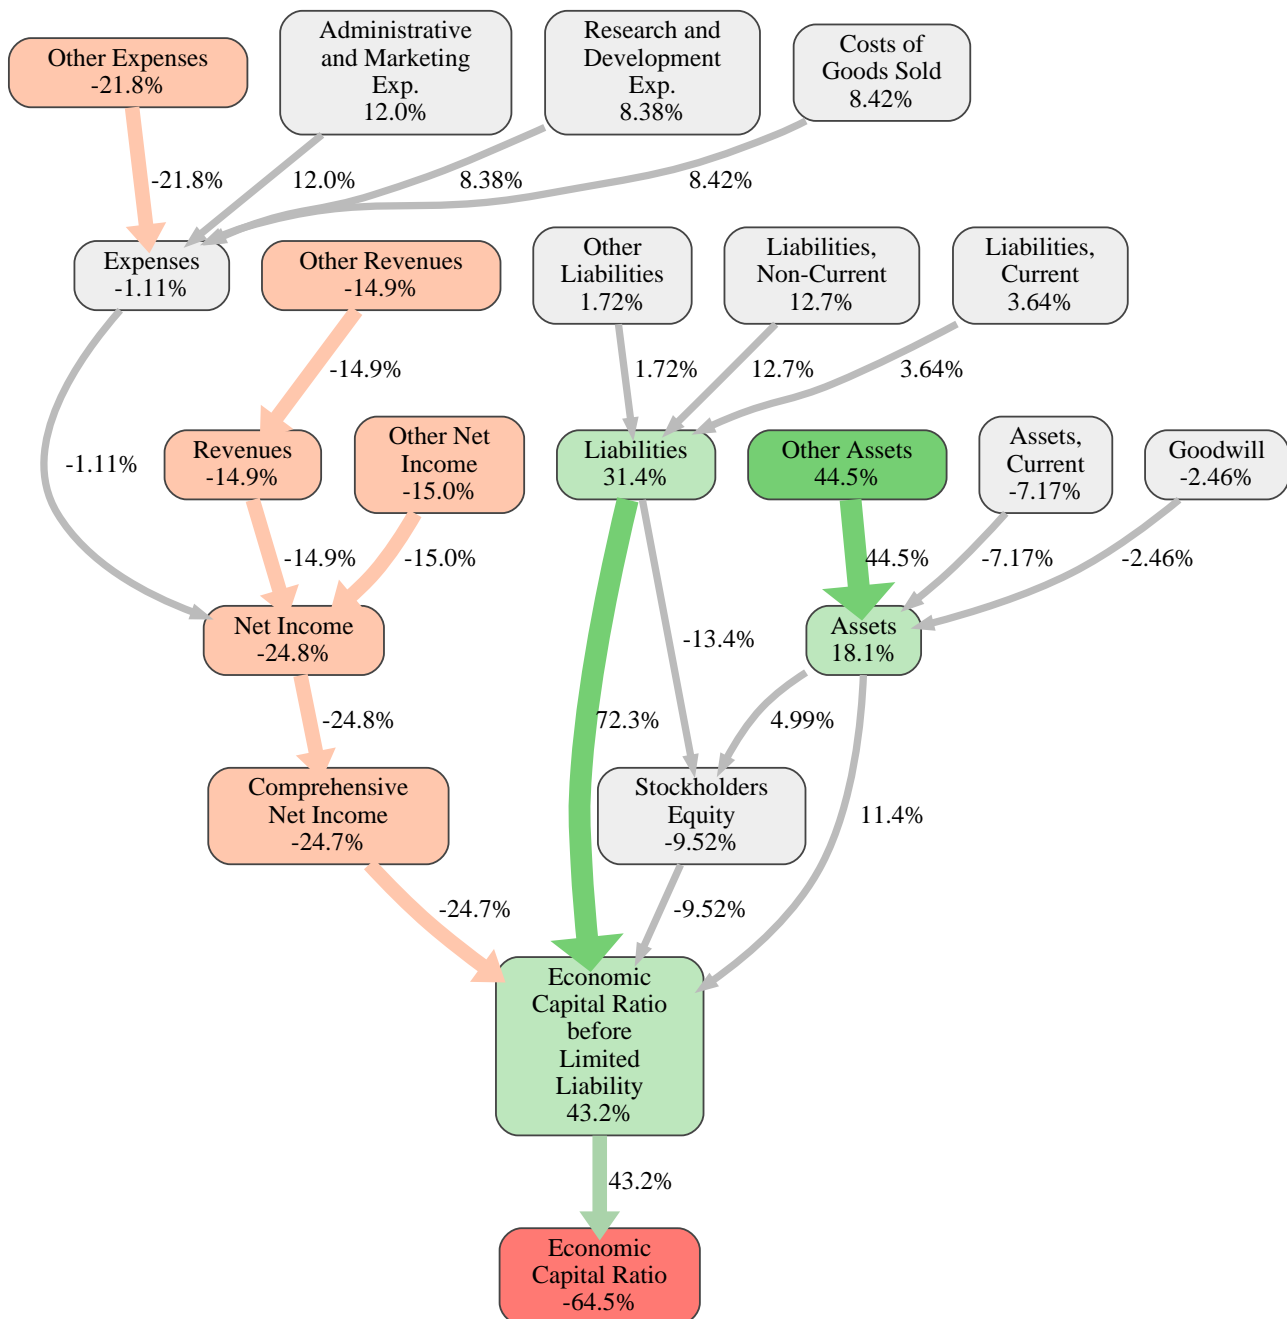 Other Expenses
-21.8%
Administrative
and Marketing
Exp.
12.0%
Research and
Development
Exp.
8.38%
Costs of
Goods Sold
8.42%
-21.8%
12.0%
8.38%
8.42%
Expenses
-1.11%
Other Revenues
-14.9%
Other
Liabilities
1.72%
Liabilities,
Non-Current
12.7%
Liabilities,
Current
3.64%
-14.9%
1.72%
12.7%
3.64%
-1.11%
Revenues
-14.9%
Other Net
Income
-15.0%
Liabilities
31.4%
Other Assets
44.5%
Assets,
Current
-7.17%
Goodwill
-2.46%
-14.9%
-15.0%
44.5%
-7.17%
-2.46%
Net Income
-24.8%
-13.4%
Assets
18.1%
-24.8%
72.3%
4.99%
11.4%
Comprehensive
Net Income
-24.7%
Stockholders
Equity
-9.52%
-24.7%
-9.52%
Economic
Capital Ratio
before
Limited
Liability
43.2%
43.2%
Economic
Capital Ratio
-64.5%